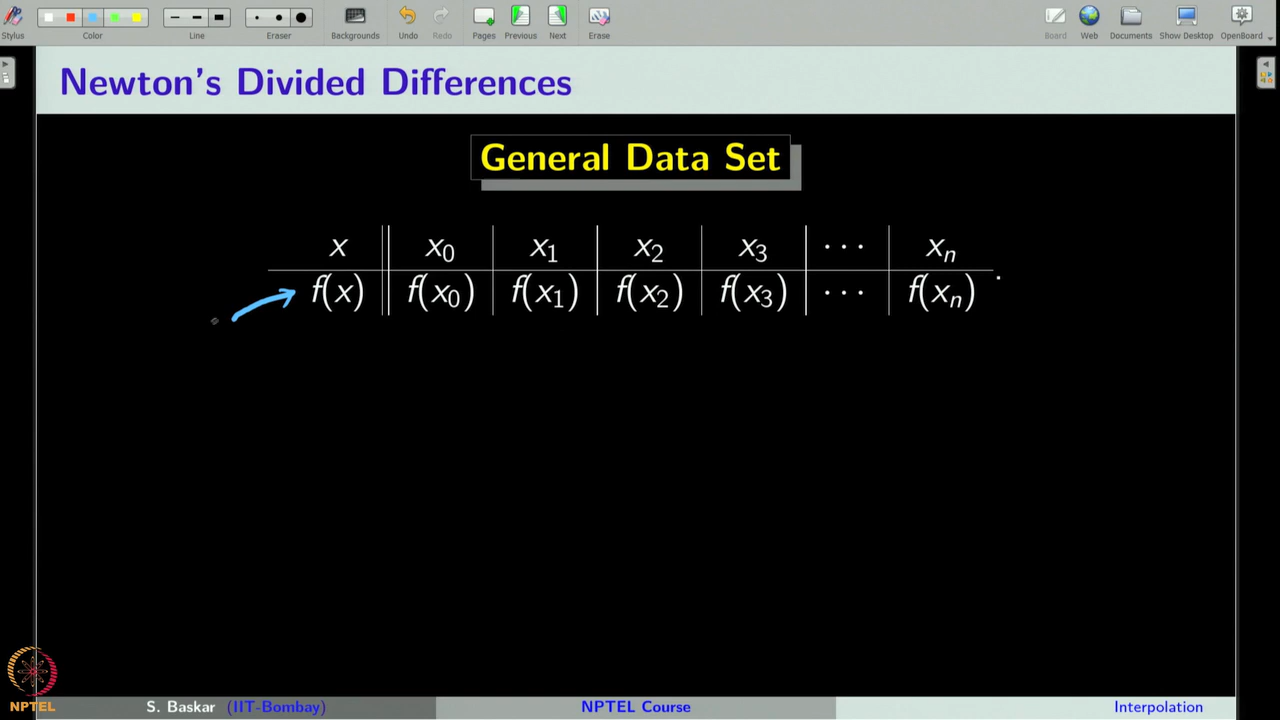 Stylus Color Line Eraser Backgrounds Undo Redo Pages Previous Next Erase Board Web Documents Show Desktop OpenBoard
Newton's Divided Differences
General Data Set
x x₀ x₁ x₂ x₃ ··· xₙ
f(x) f(x₀) f(x₁) f(x₂) f(x₃) ··· f(xₙ) .
NPTEL
S. Baskar (IIT-Bombay) NPTEL Course Interpolation